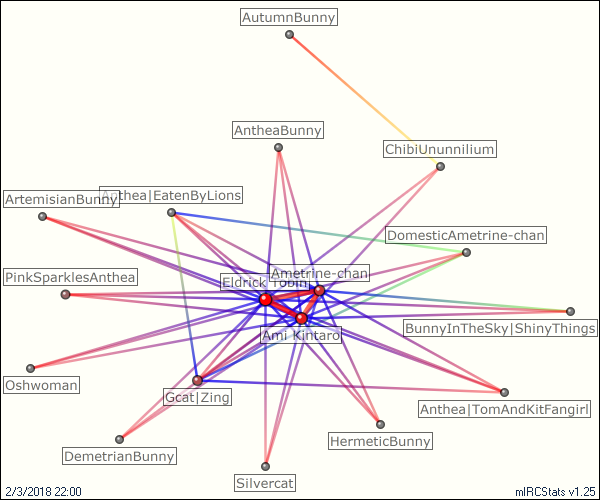 AutumnBunny
AntheaBunny
ChibiUnunnilium
ArtemisianBunny
Anthea|EatenByLions
DomesticAmetrine-chan
PinkSparklesAnthea
Ametrine-chan
Eldrick Tobin
BunnyInTheSky|ShinyThings
Ami-Kintaro
Oshwoman
Gcat|Zing
Anthea|TomAndKitFangirl
HermeticBunny
DemetrianBunny
Silvercat
2/3/2018 22:00
mIRCStats v1.25